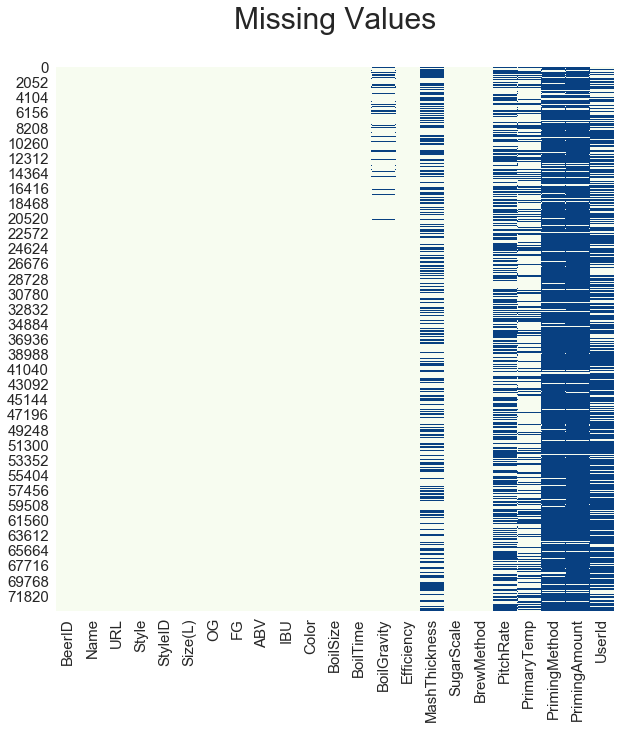 Missing Values
0
2052
4104
6156
8208
10260
12312
14364
16416
18468
20520
22572
24624
26676
28728
30780
32832
34884
36936
38988
41040
43092
45144
47196
49248
51300
53352
55404
57456
59508
61560
63612
65664
67716
69768
71820
BeerID
Name
URL
Style
StyleID
Size(L)
OG
FG
ABV
IBU
Color
BoilSize
BoilTime
BoilGravity
Efficiency
MashThickness
SugarScale
BrewMethod
PitchRate
PrimaryTemp
PrimingMethod
PrimingAmount
UserId